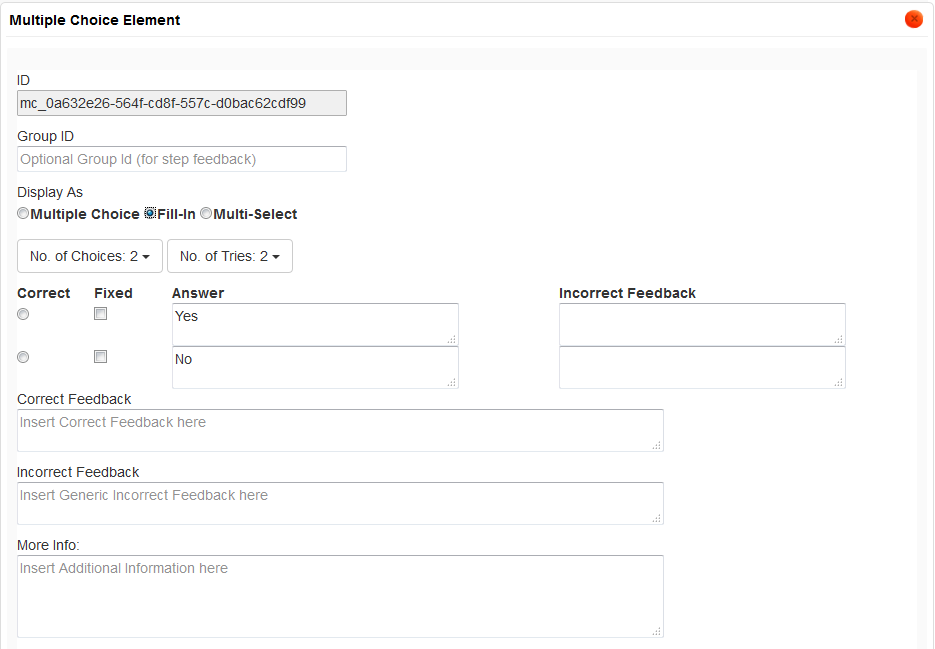 Multiple Choice Element
ID
mc_0a632e26-564f-cd8f-557c-d0bac62cdf99
Group ID
Optional Group Id (for step feedback)
Display As
Multiple Choice Fill-In Multi-Select
No. of Choices: 2 No. of Tries: 2
Correct Fixed Answer Incorrect Feedback
Yes
No
Correct Feedback
Insert Correct Feedback here
Incorrect Feedback
Insert Generic Incorrect Feedback here
More Info:
Insert Additional Information here